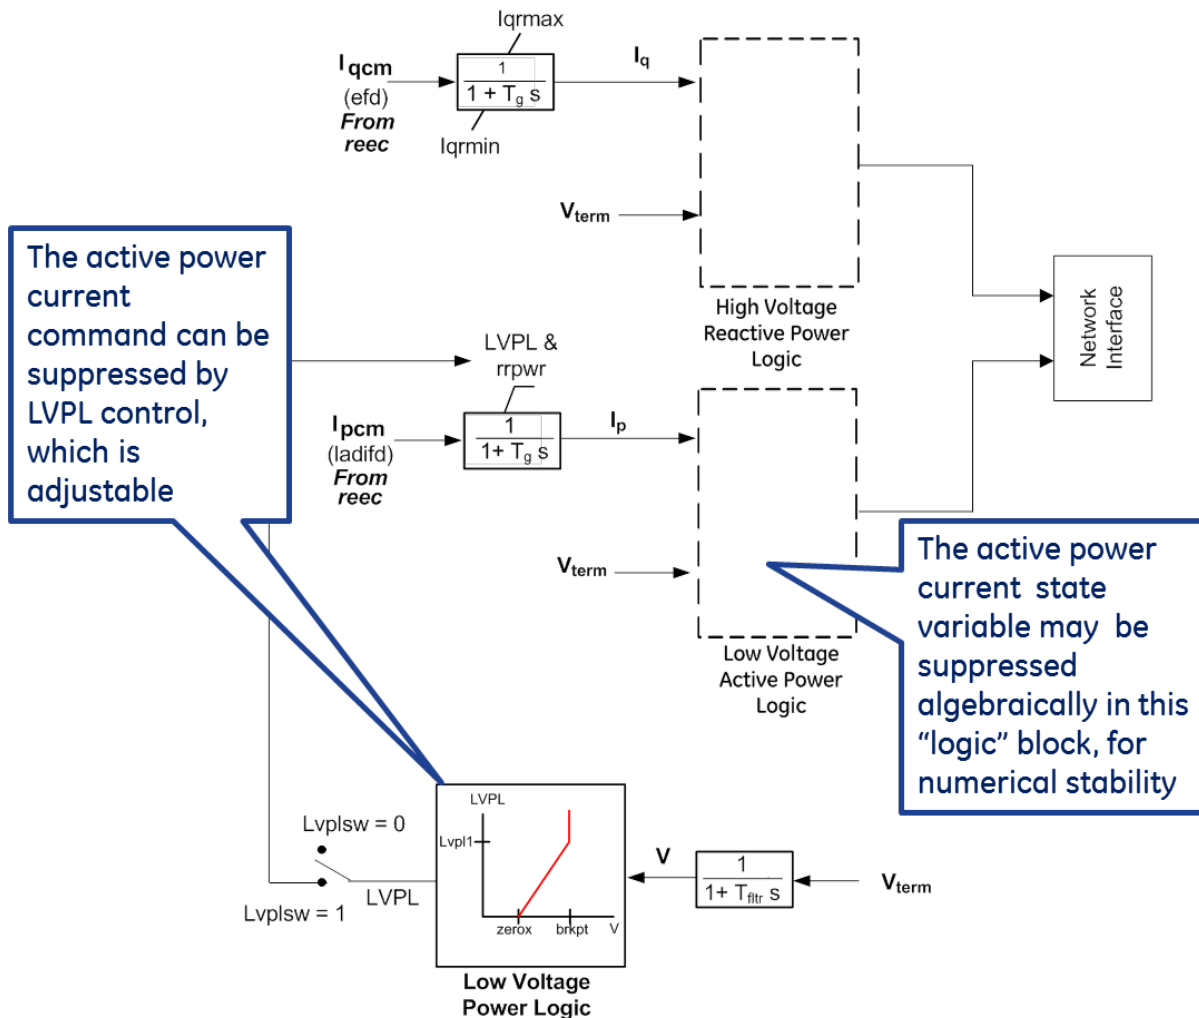 Iqrmax
I qcm
(efd)
From
reec
1
1 + Tg s
Iqrmin
Iq
Vterm
High Voltage
Reactive Power
Logic
Network
Interface
The active power
current
command can be
suppressed by
LVPL control,
which is
adjustable
LVPL &
rrpwr
Ipcm
(ladifd)
From
reec
1
1+ Tg s
Ip
Vterm
Low Voltage
Active Power
Logic
The active power
current state
variable may be
suppressed
algebraically in this
“logic” block, for
numerical stability
Lvplsw = 0
Lvplsw = 1
LVPL
LVPL
Lvpl1
zerox
brkpt
V
Low Voltage
Power Logic
V
1
1+ Tfltr s
Vterm